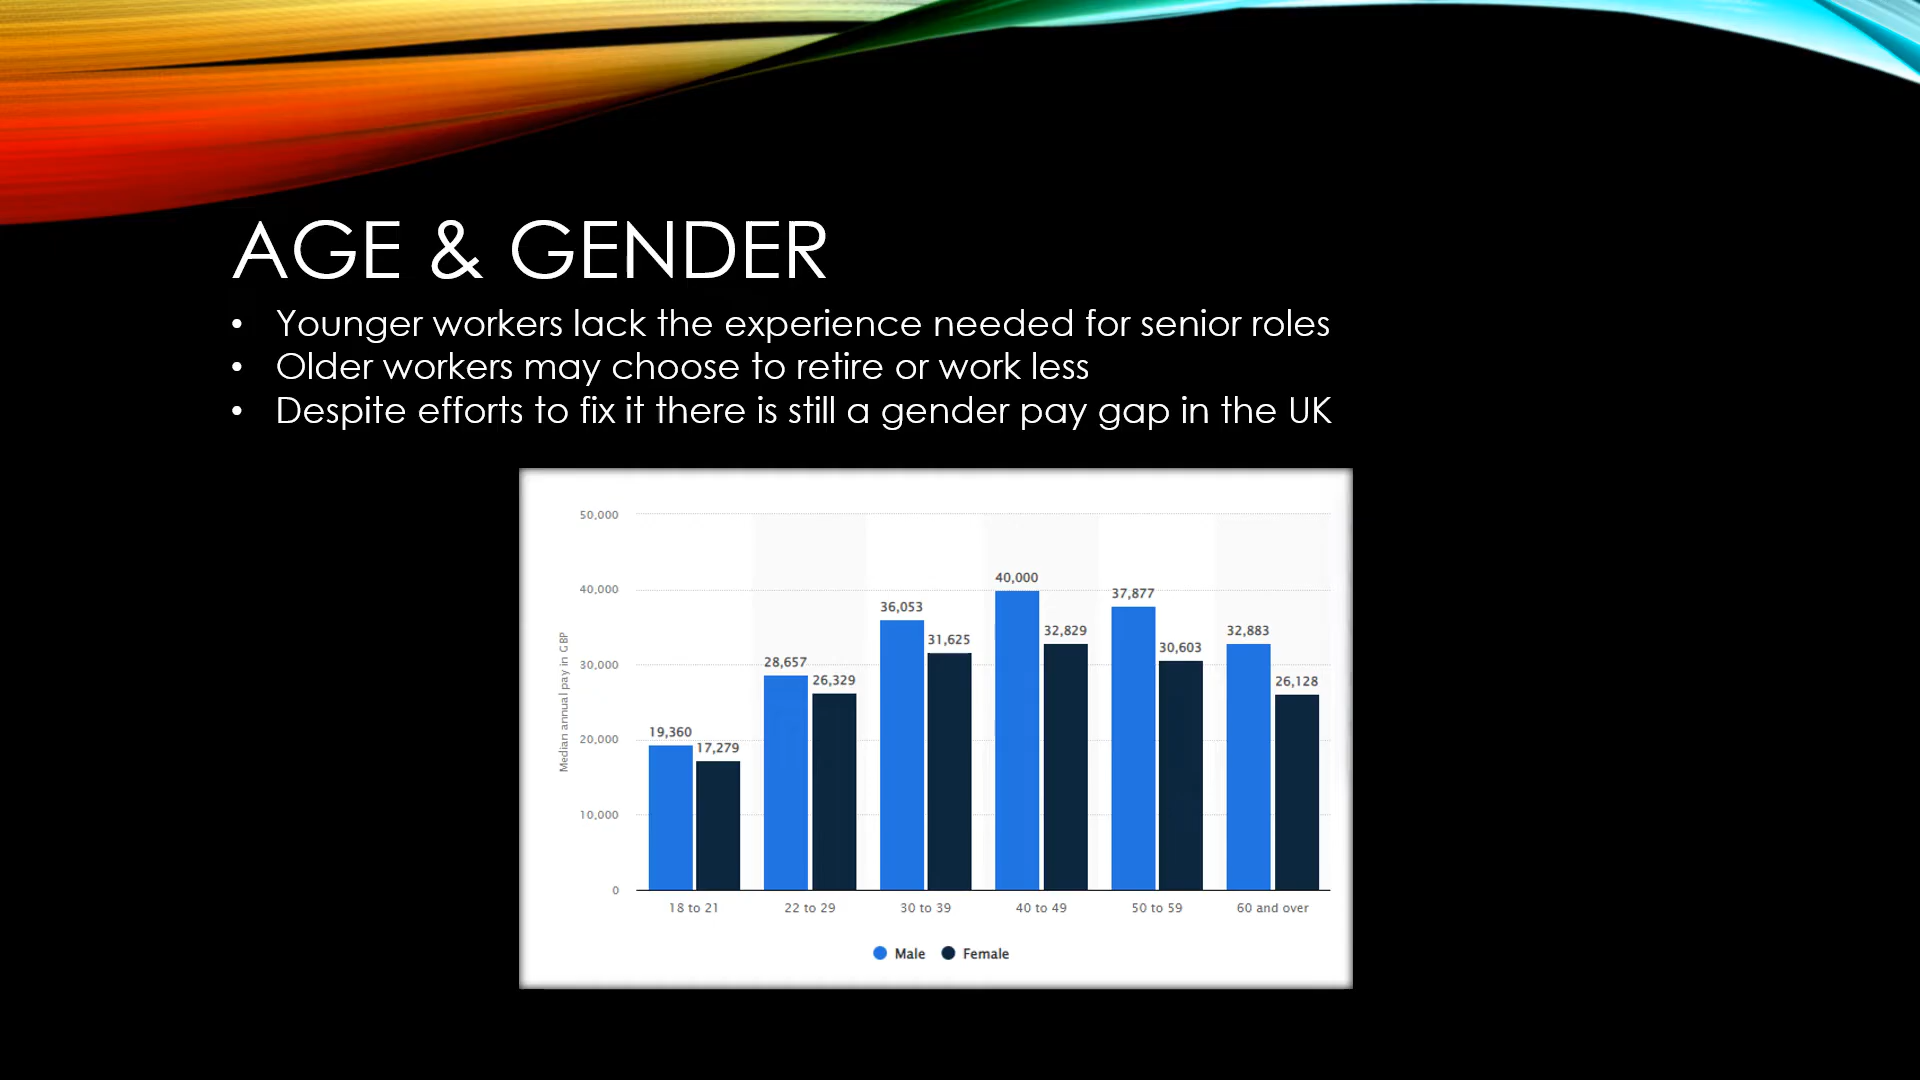 AGE & GENDER
• Younger workers lack the experience needed for senior roles
• Older workers may choose to retire or work less
• Despite efforts to fix it there is still a gender pay gap in the UK
Median annual pay in GBP
50,000
40,000
30,000
20,000
10,000
0
19,360
17,279
28,657
26,329
36,053
31,625
40,000
32,829
37,877
30,603
32,883
26,128
18 to 21
22 to 29
30 to 39
40 to 49
50 to 59
60 and over
Male
Female